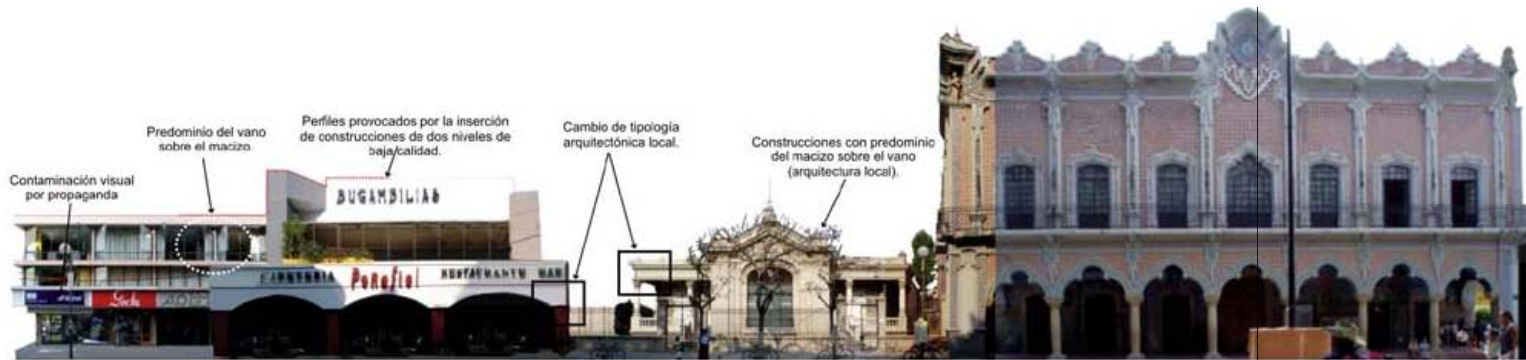 Contaminación visual
por propaganda
Predominio del vano
sobre el macizo.
Perfiles provocados por la inserción
de construcciones de dos niveles de
baja calidad.
Cambio de tipología
arquitectónica local.
Construcciones con predominio
del macizo sobre el vano
(arquitectura local).
BUGAMBILIAS
Penafiel
RESTAURANTE BAR